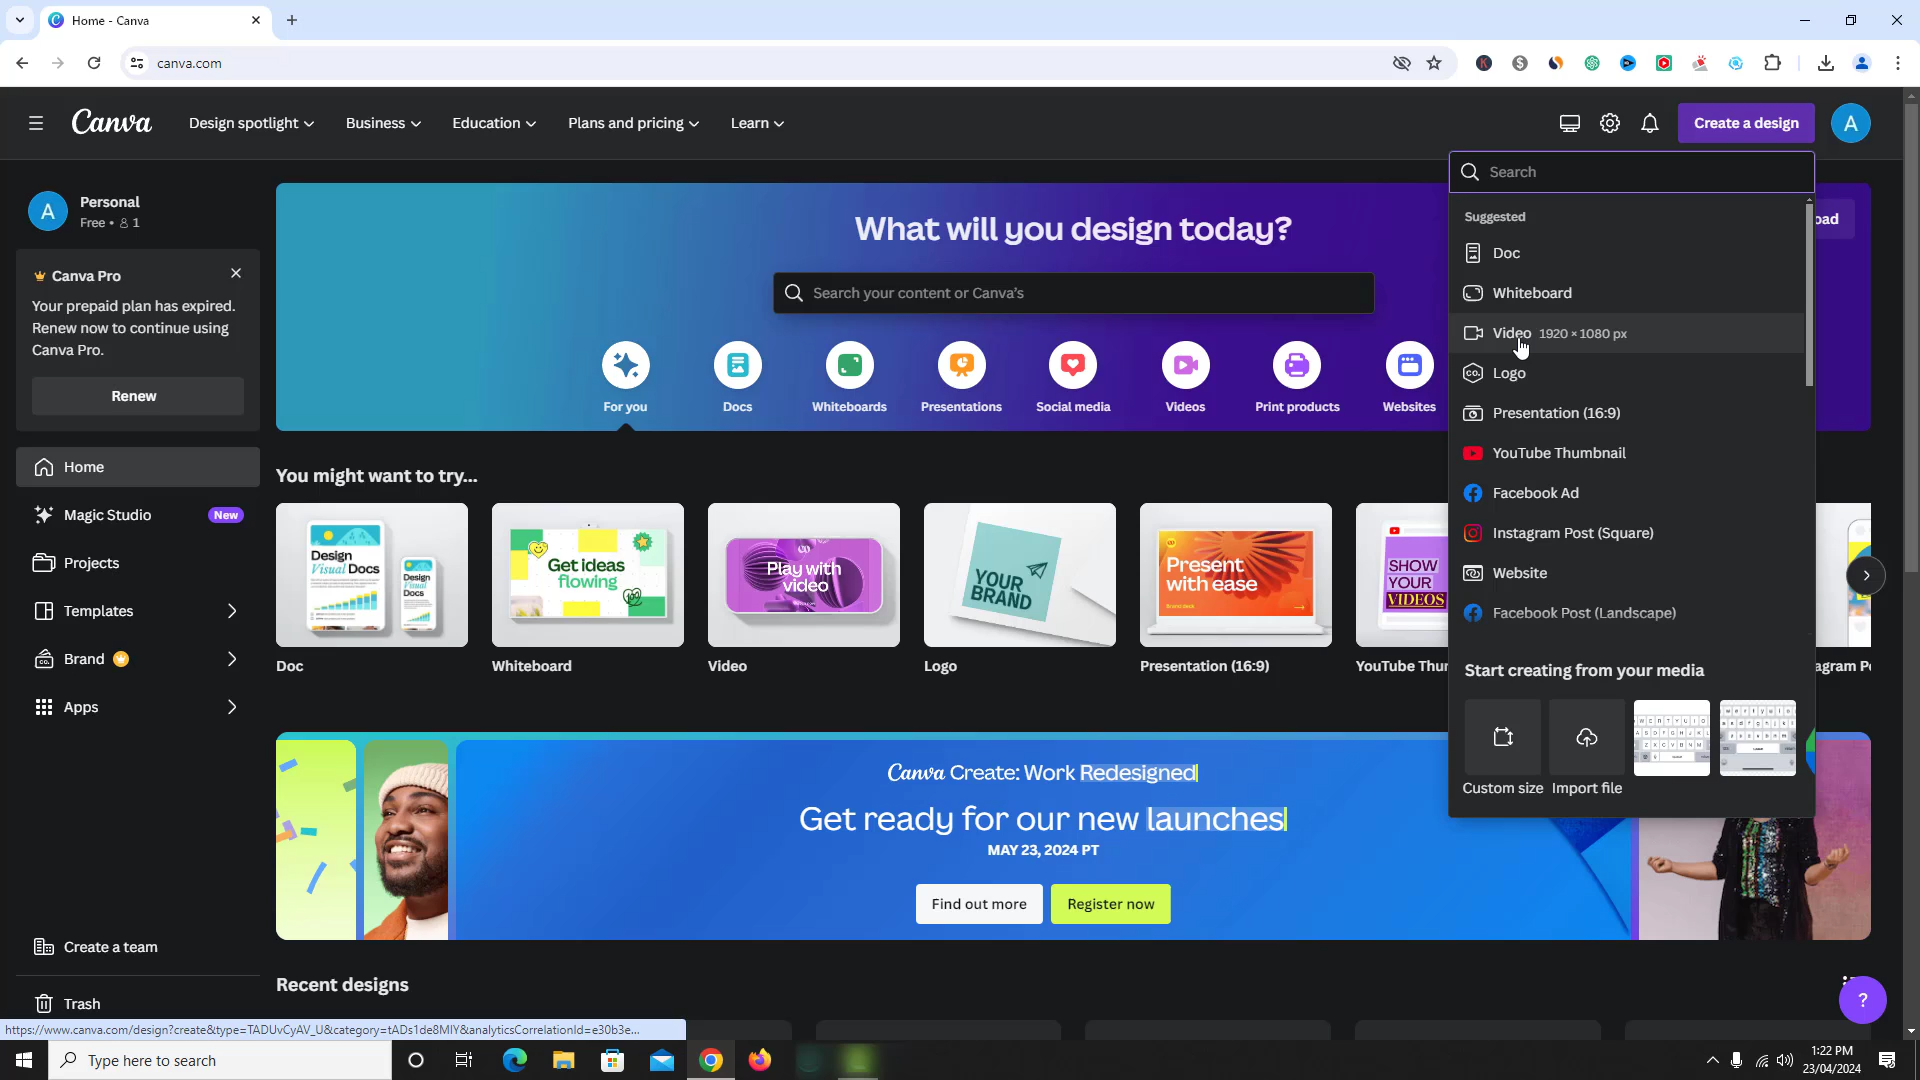 Home - Canva
canva.com
Canva
Design spotlight
Business
Education
Plans and pricing
Learn
Create a design
A
A
Personal
Free • 1
Canva Pro
Your prepaid plan has expired.
Renew now to continue using
Canva Pro.
Renew
Home
Magic Studio
New
Projects
Templates
Brand
Apps
Create a team
Trash
What will you design today?
Search your content or Canva's
For you
Docs
Whiteboards
Presentations
Social media
Videos
Print products
Websites
Search
Suggested
Doc
Whiteboard
Video 1920 × 1080 px
Logo
Presentation (16:9)
YouTube Thumbnail
Facebook Ad
Instagram Post (Square)
Website
Facebook Post (Landscape)
Start creating from your media
Custom size
Import file
You might want to try...
Design
Visual Docs
Design
Visual Docs
Get ideas
flowing
Play with
video
YOUR
BRAND
Present
with ease
SHOW
YOUR
VIDEOS
Doc
Whiteboard
Video
Logo
Presentation (16:9)
Canva Create: Work Redesigned
Get ready for our new launches
MAY 23, 2024 PT
Find out more
Register now
Recent designs
?
https://www.canva.com/design?create&type=TADUvCyAV_U&category=tADs1de8MIY&analyticsCorrelationId=e30b3e...
Type here to search
1:22 PM
23/04/2024